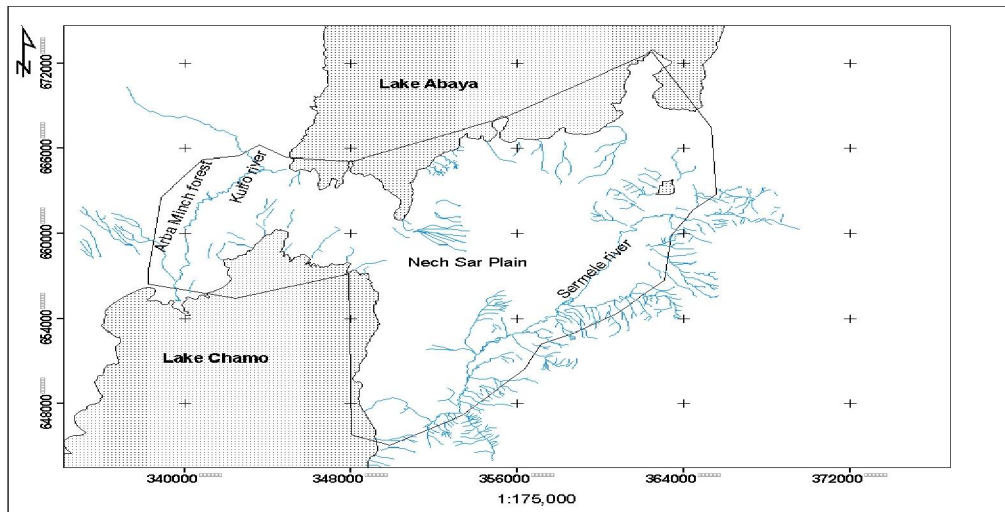 N
Lake Abaya
672000
666000
660000
654000
648000
Arba Minch forest
Kulfo river
Nech Sar Plain
Sermele river
Lake Chamo
340000
348000
356000
364000
372000
1:175,000